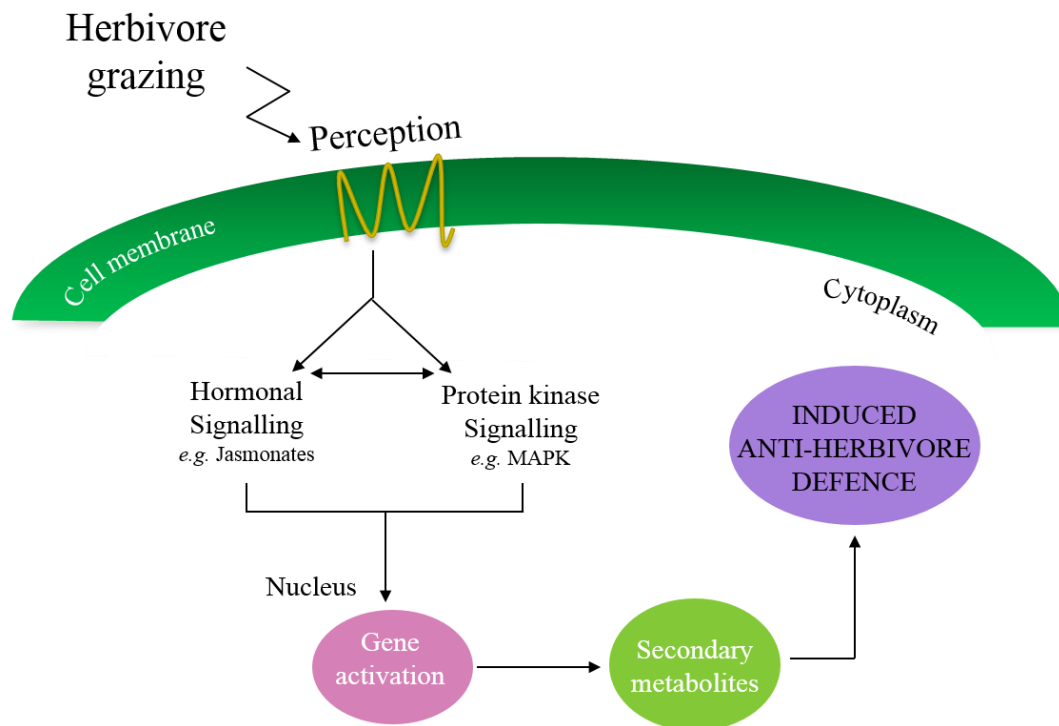 Herbivore
grazing
Perception
Cell membrane
Cytoplasm
Hormonal
Signalling
e.g. Jasmonates
Protein kinase
Signalling
e.g. MAPK
INDUCED
ANTI-HERBIVORE
DEFENCE
Nucleus
Gene
activation
Secondary
metabolites